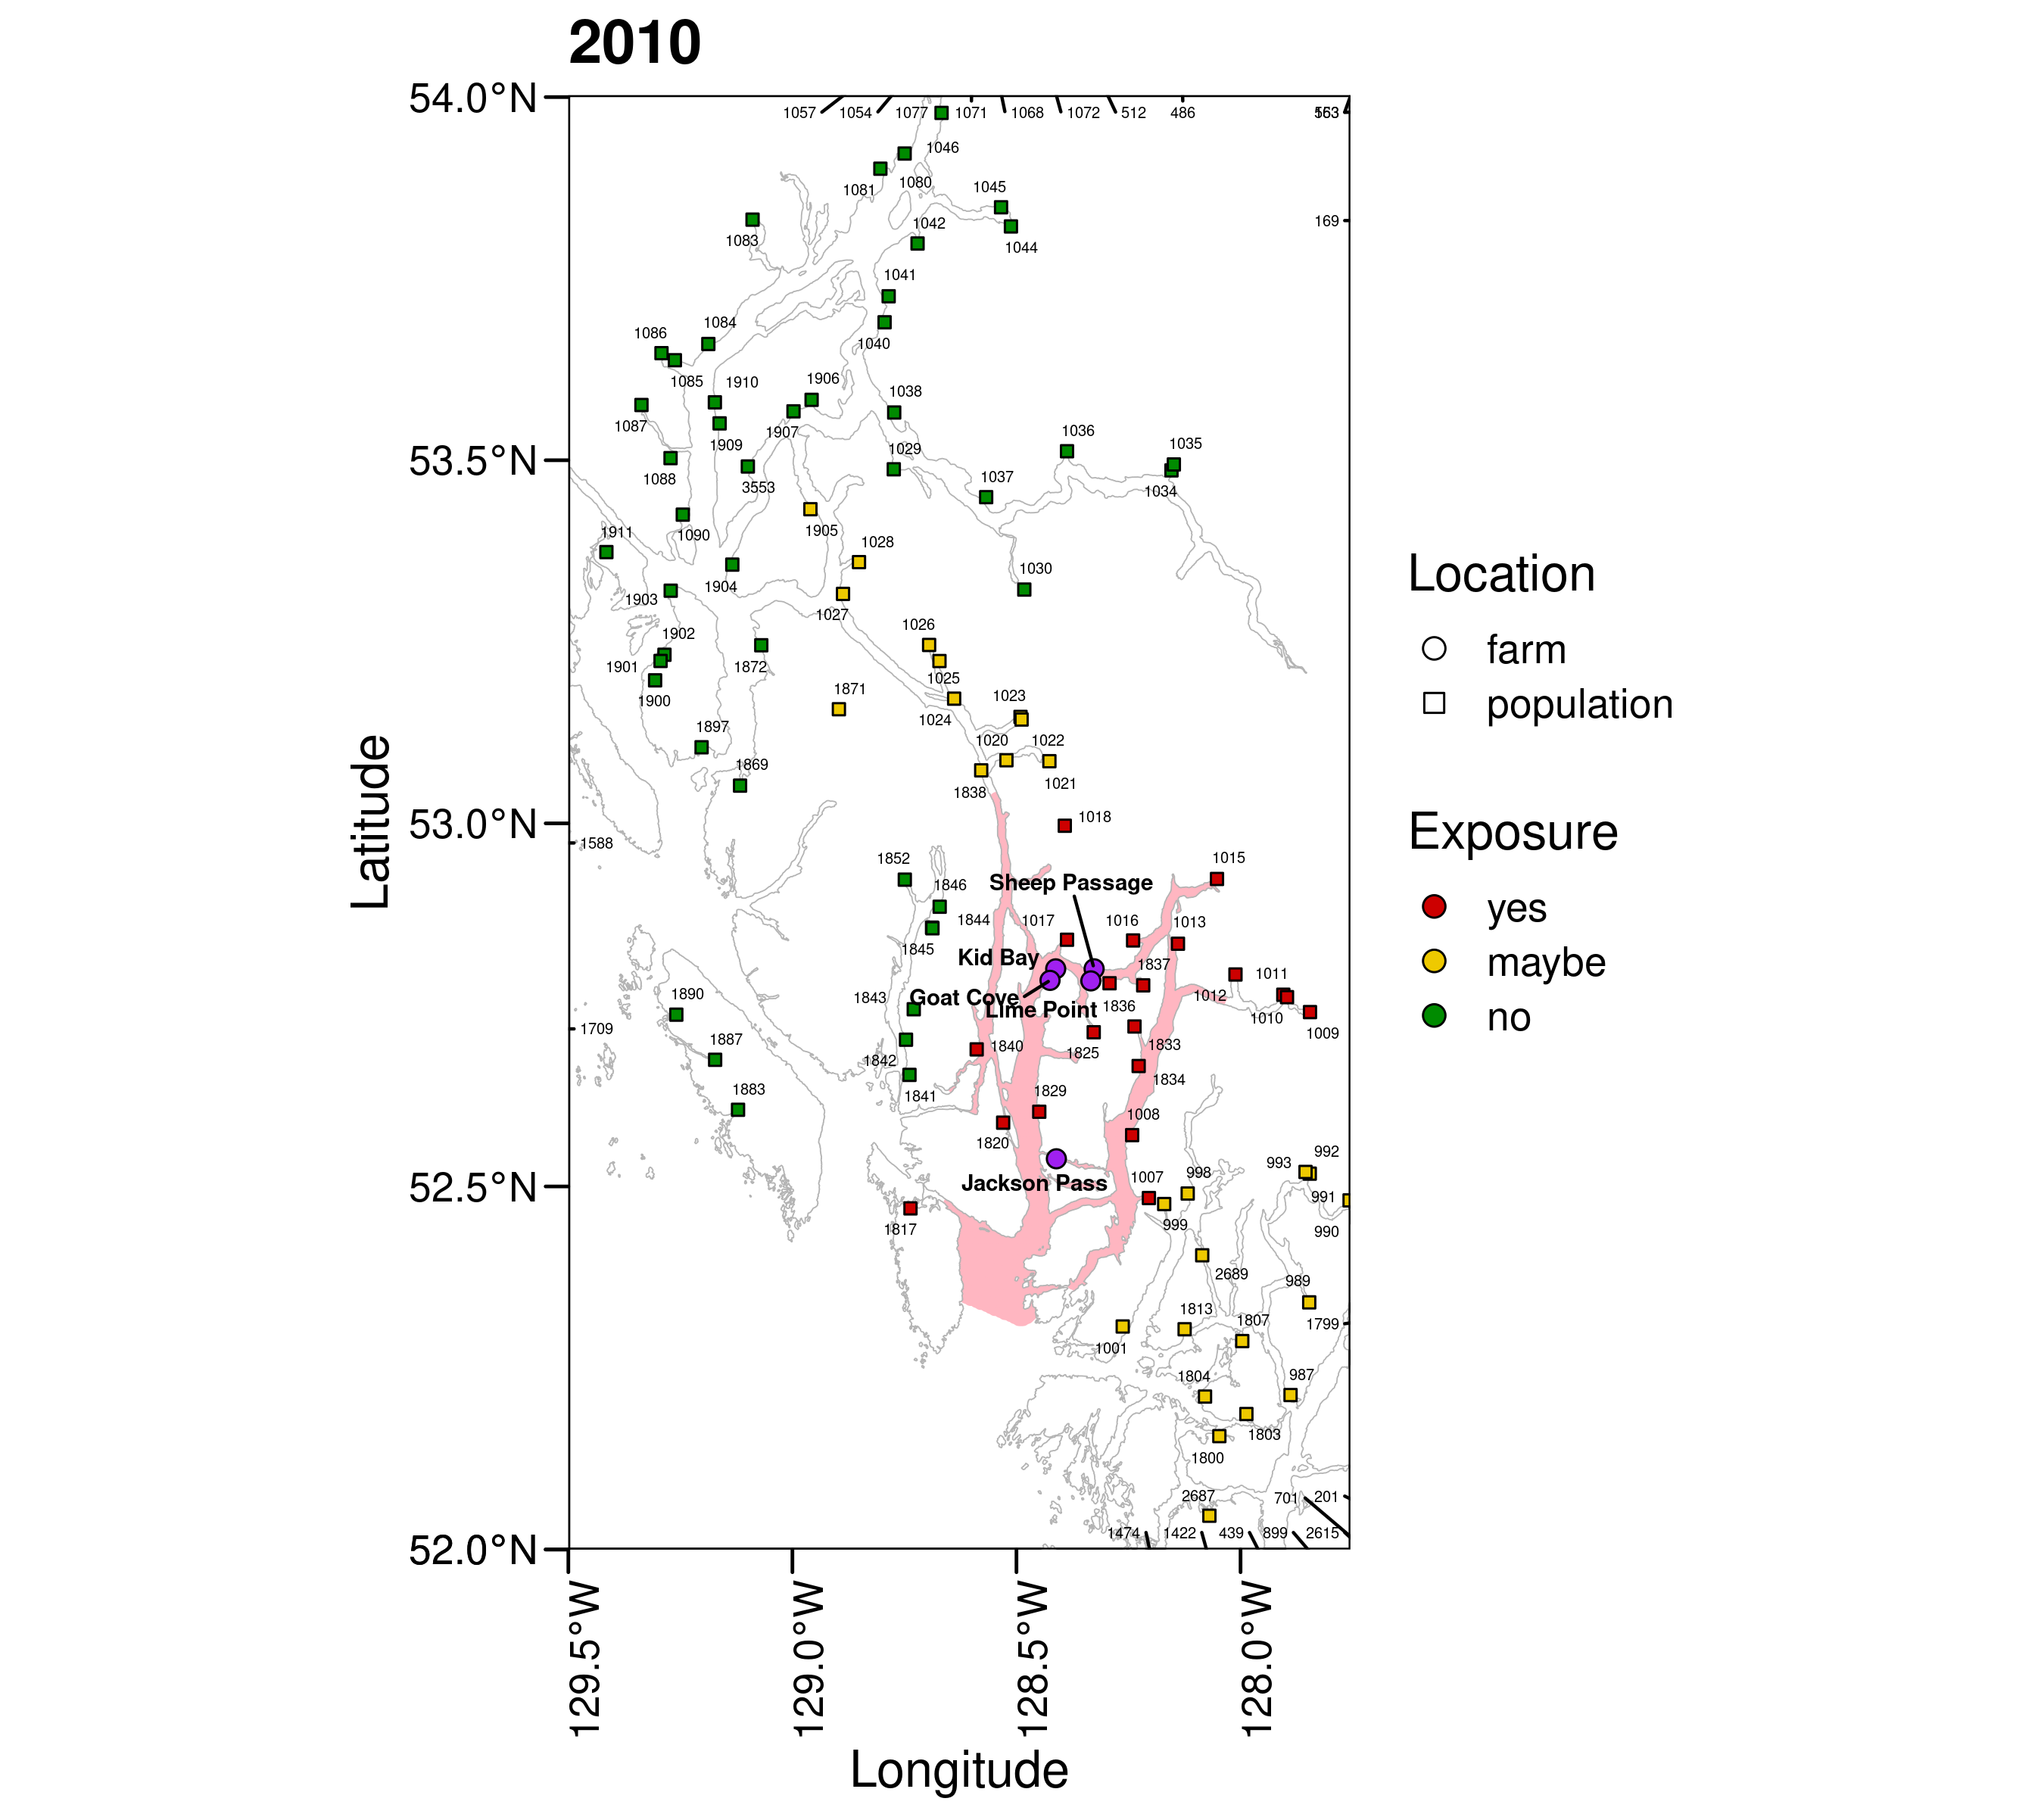 2010
54.0°N
53.5°N
53.0°N
52.5°N
52.0°N
Latitude
1057 1054 1077 1071 1068 1072 512 486
1046
1081 1080 1045
169
1083 1042 1044
1041
1086 1084
1040
1085 1910 1906 1038
1087 1909 1907 1036 1035
1088 3553 1029 1037 1034
1911 1090 1905 1028
1903 1904 1027 1030
1902 1026
1901 1872 1025
1900 1871 1023
1897 1024 1020 1022
1869 1838 1021
1018
1588
1852 1015
1846 Sheep Passage
1844 1017 1016 1013
1845 Kid Bay 1837 1011
1890 1843 Goat Cove 1012
Lime Point 1836 1010 1009
1709
1887 1842 1840 1825 1833
1883 1841 1829 1834
1820 1008
992
993
Jackson Pass 1007 998 991
1817 999 990
2689 989
1813 1807 1799
1001
1804 987
1803
1800
2687 701 201
1474 1422 439 899 2615
129.5°W
129.0°W
128.5°W
128.0°W
Longitude
Location
farm
population
Exposure
yes
maybe
no